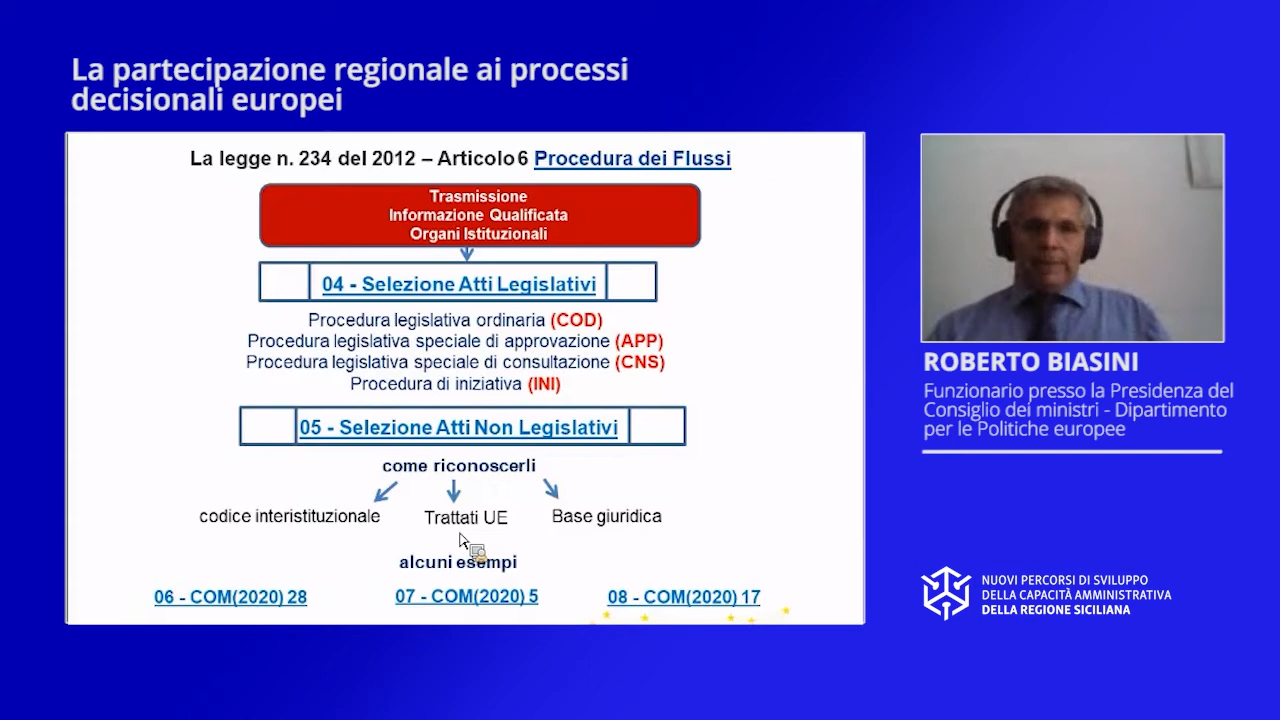 La partecipazione regionale ai processi
decisionali europei
La legge n. 234 del 2012 – Articolo 6 Procedura dei Flussi
Trasmissione
Informazione Qualificata
Organi Istituzionali
04 - Selezione Atti Legislativi
Procedura legislativa ordinaria (COD)
Procedura legislativa speciale di approvazione (APP)
Procedura legislativa speciale di consultazione (CNS)
Procedura di iniziativa (INI)
05 - Selezione Atti Non Legislativi
come riconoscerli
codice interistituzionale Trattati UE Base giuridica
alcuni esempi
06 - COM(2020) 28 07 - COM(2020) 5 08 - COM(2020) 17
ROBERTO BIASINI
Funzionario presso la Presidenza del
Consiglio dei ministri - Dipartimento
per le Politiche europee
NUOVI PERCORSI DI SVILUPPO
DELLA CAPACITÀ AMMINISTRATIVA
DELLA REGIONE SICILIANA